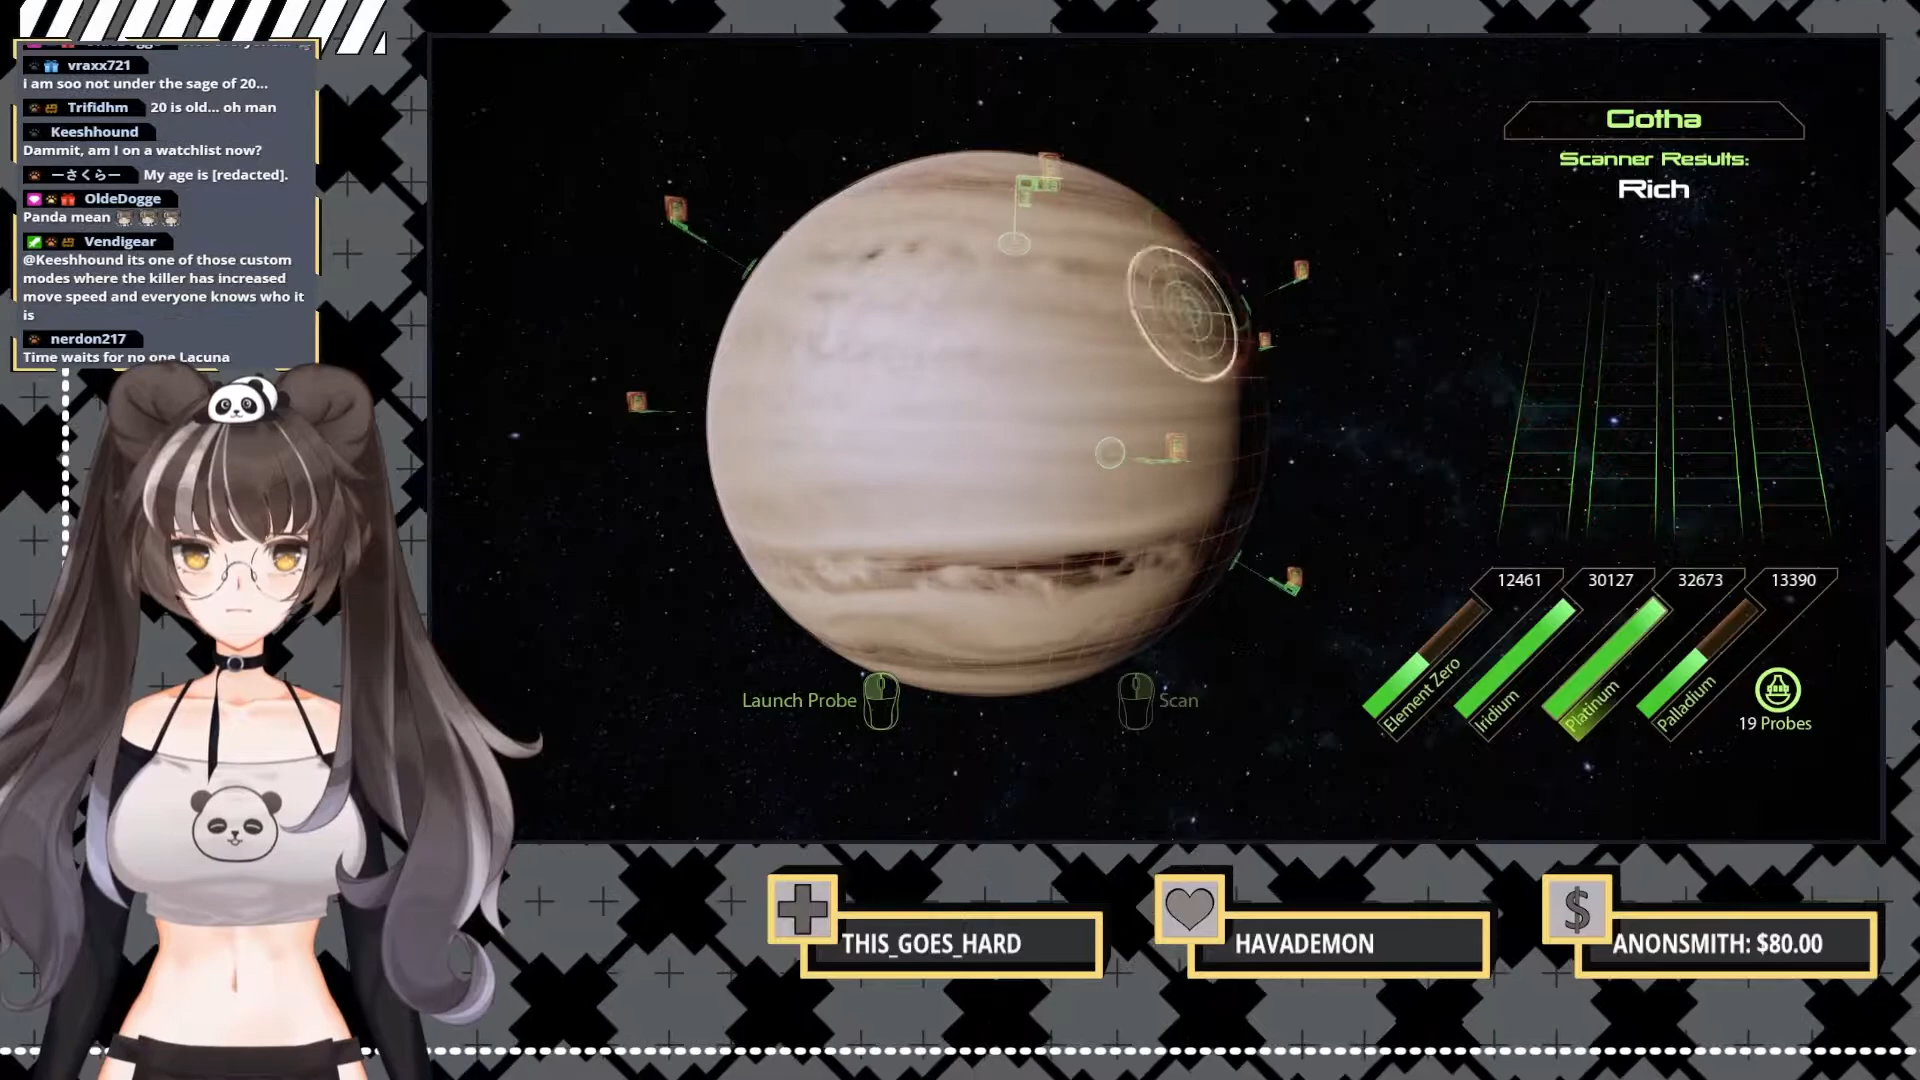 vraxx721
i am soo not under the sage of 20...
Trifidhm 20 is old... oh man
Keeshhound
Dammit, am I on a watchlist now?
ーさくらー My age is [redacted].
OldeDogge
Panda mean
Vendigear
@Keeshhound its one of those custom
modes where the killer has increased
move speed and everyone knows who it
is
nerdon217
Time waits for no one Lacuna
Gotha
Scanner Results:
Rich
12461 30127 32673 13390
Element Zero
Iridium
Platinum
Palladium
19 Probes
Launch Probe
Scan
THIS_GOES_HARD
HAVADEMON
ANONSMITH: $80.00